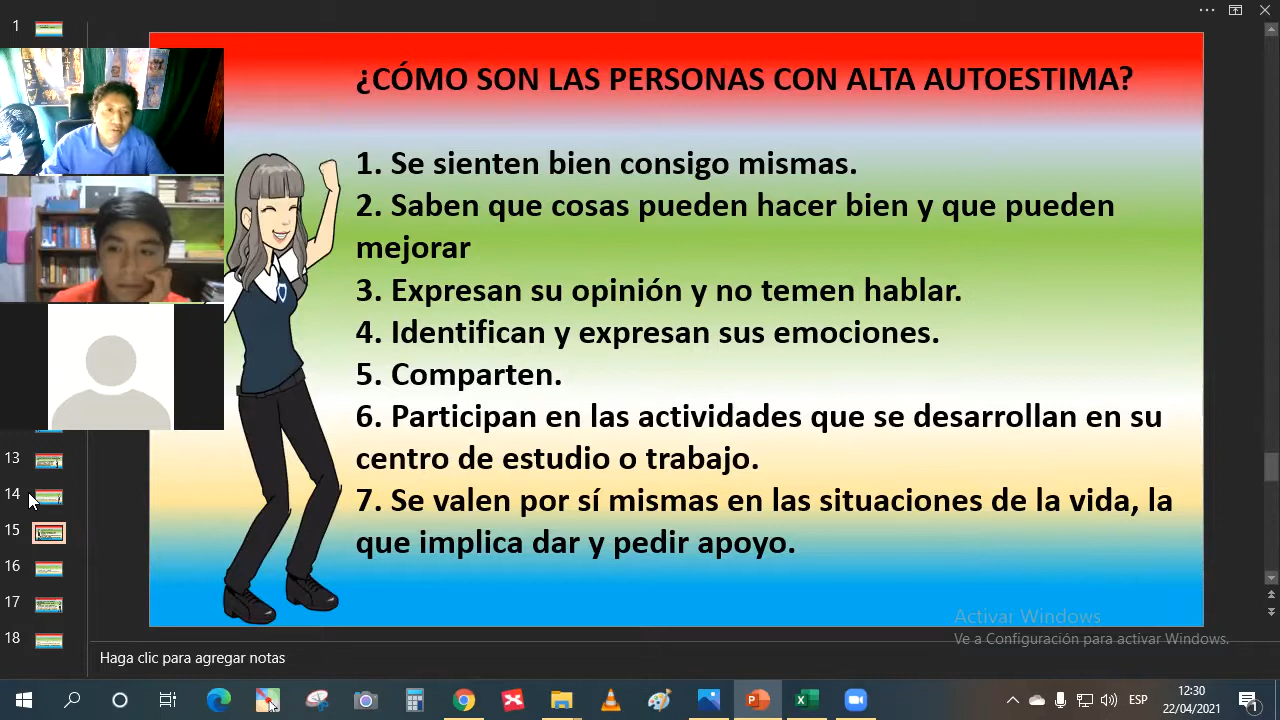 1
¿CÓMO SON LAS PERSONAS CON ALTA AUTOESTIMA?
1. Se sienten bien consigo mismas.
2. Saben que cosas pueden hacer bien y que pueden
mejorar
3. Expresan su opinión y no temen hablar.
4. Identifican y expresan sus emociones.
5. Comparten.
6. Participan en las actividades que se desarrollan en su
centro de estudio o trabajo.
7. Se valen por sí mismas en las situaciones de la vida, la
que implica dar y pedir apoyo.
13
14
15
16
17
18
Activar Windows
Ve a Configuración para activar Windows.
Haga clic para agregar notas
ESP
12:30
22/04/2021
1